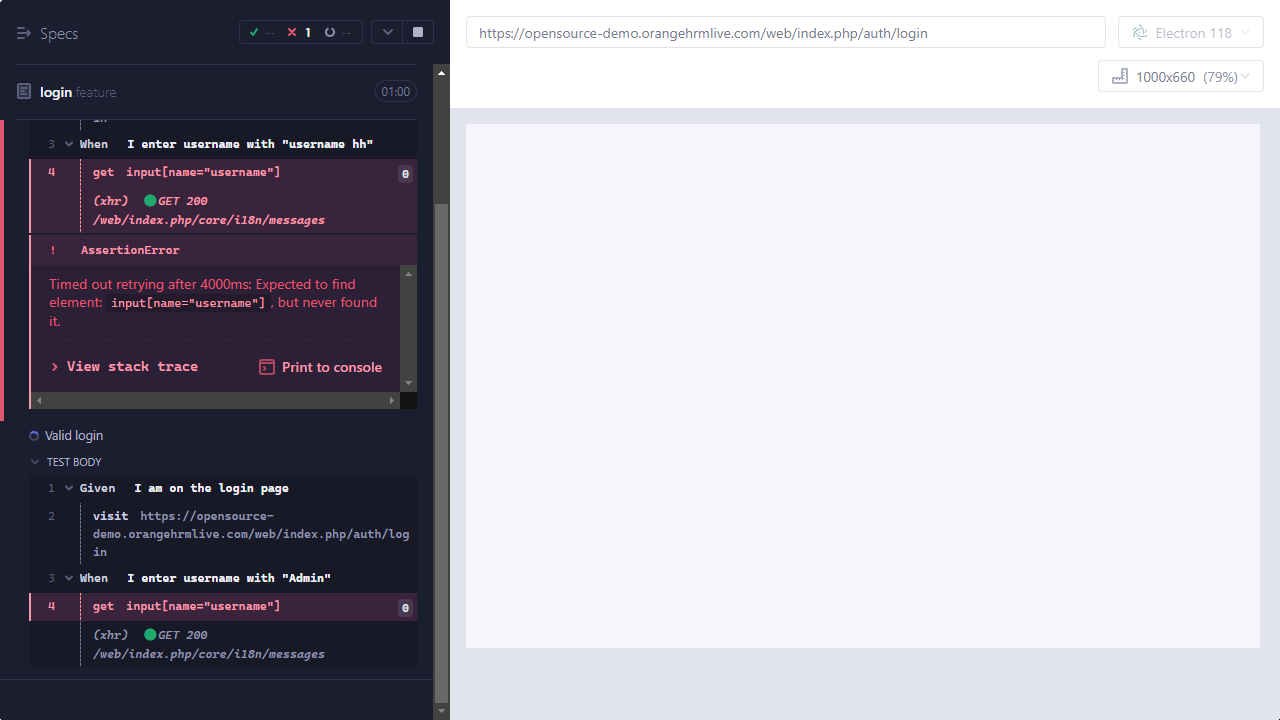 Specs
-- 1 --
https://opensource-demo.orangehrmlive.com/web/index.php/auth/login
Electron 118
1000x660 (79%)
login.feature
01:00
in
3 When I enter username with "username hh"
4 get input[name="username"] 0
(xhr) GET 200
/web/index.php/core/i18n/messages
! AssertionError
Timed out retrying after 4000ms: Expected to find
element: input[name="username"], but never found
it.
> View stack trace
Print to console
Valid login
TEST BODY
1 Given I am on the login page
2 visit https://opensource-
demo.orangehrmlive.com/web/index.php/auth/log
in
3 When I enter username with "Admin"
4 get input[name="username"] 0
(xhr) GET 200
/web/index.php/core/i18n/messages